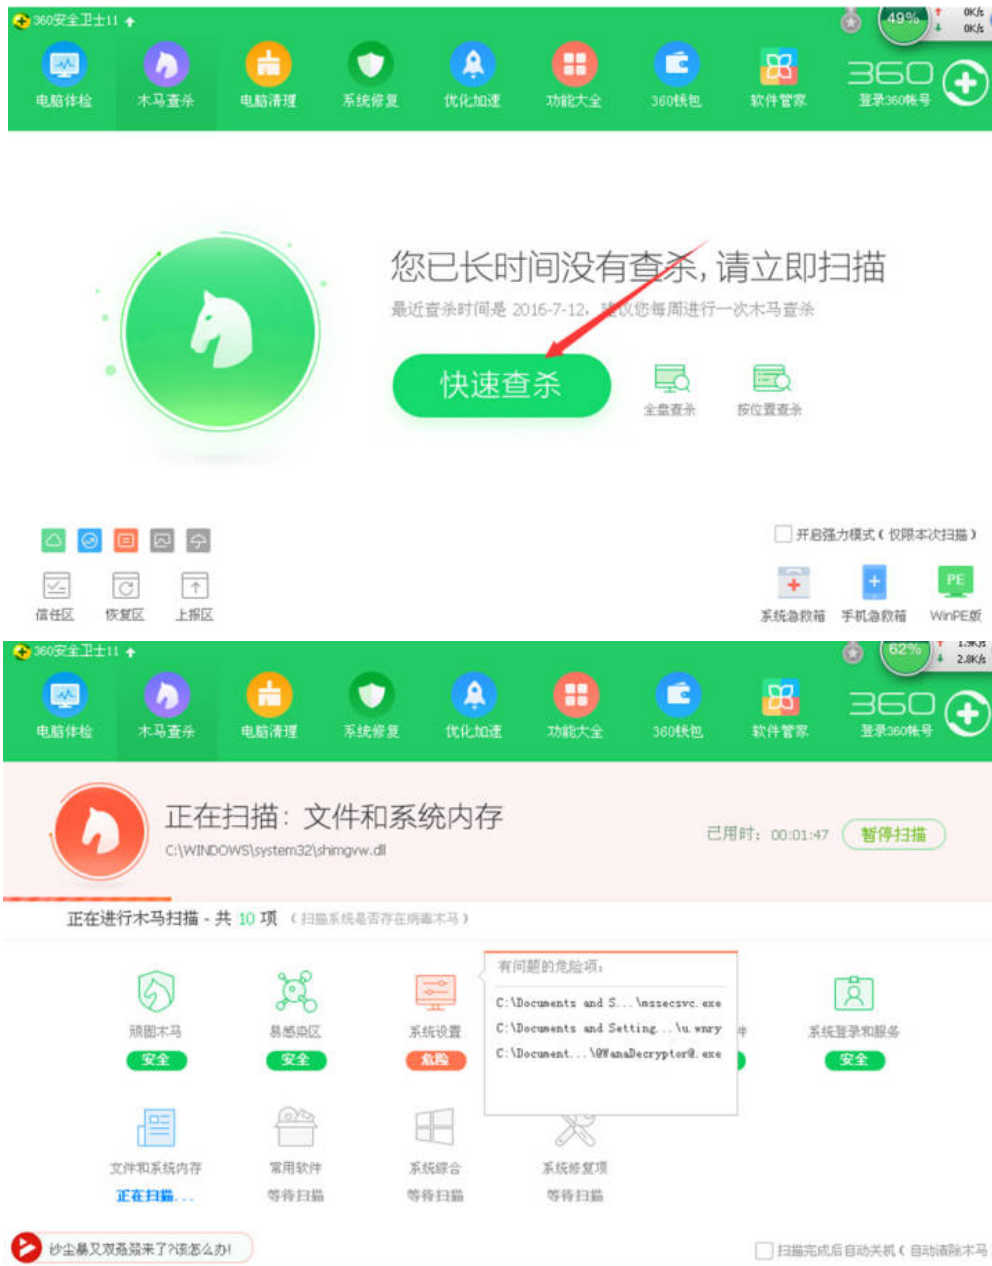 360安全卫士11
49%
0K/s
0K/s
电脑体检 木马查杀 电脑清理 系统修复 优化加速 功能大全 360钱包 软件管家
360
登录360帐号
您已长时间没有查杀,请立即扫描
最近查杀时间是 2016-7-12,建议您每周进行一次木马查杀
快速查杀
全盘查杀 按位置查杀
开启强力模式(仅限本次扫描)
信任区 恢复区 上报区
PE
系统急救箱 手机急救箱 WinPE版
360安全卫士11
62%
1.9K/s
2.8K/s
电脑体检 木马查杀 电脑清理 系统修复 优化加速 功能大全 360钱包 软件管家
360
登录360帐号
正在扫描:文件和系统内存
C:\WINDOWS\system32\shimgvw.dll
已用时:00:01:47 暂停扫描
正在进行木马扫描 - 共 10 项 (扫描系统是否存在病毒木马)
有问题的危险项:
C:\Documents and S...\mssecsvc.exe
C:\Documents and Setting...\u.wnry
C:\Document...\@WanaDecryptor@.exe
顽固木马 易感染区 系统设置 件 系统登录和服务
安全 安全 危险 安全
文件和系统内存 常用软件 系统综合 系统修复项
正在扫描... 等待扫描 等待扫描 等待扫描
沙尘暴又双叒叕来了?该怎么办!
扫描完成后自动关机(自动清除木马